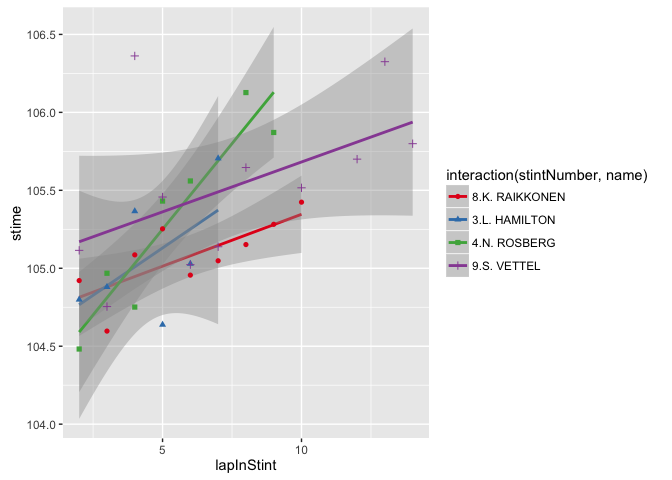 106.5
106.0
105.5
105.0
104.5
104.0
stime
5
10
lapInStint
interaction(stintNumber, name)
8.K. RAIKKONEN
3.L. HAMILTON
4.N. ROSBERG
9.S. VETTEL